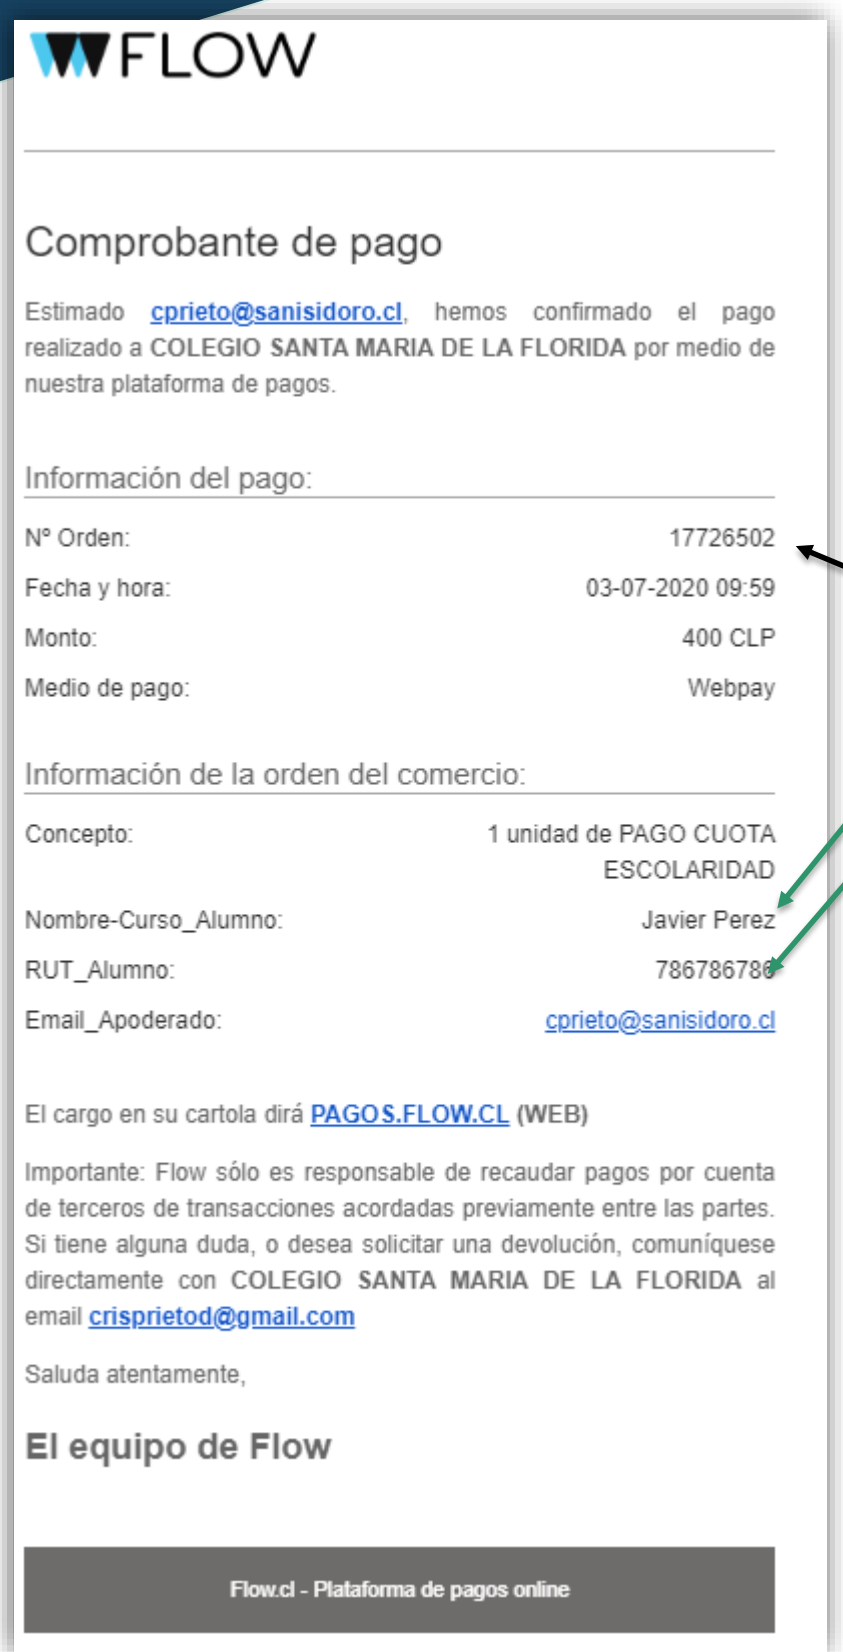 FLOW
Comprobante de pago
Estimado cprieto@sanisidoro.cl, hemos confirmado el pago
realizado a COLEGIO SANTA MARIA DE LA FLORIDA por medio de
nuestra plataforma de pagos.
Información del pago:
Nº Orden: 17726502
Fecha y hora: 03-07-2020 09:59
Monto: 400 CLP
Medio de pago: Webpay
Información de la orden del comercio:
Concepto: 1 unidad de PAGO CUOTA
ESCOLARIDAD
Nombre-Curso_Alumno: Javier Perez
RUT_Alumno: 786786786
Email_Apoderado: cprieto@sanisidoro.cl
El cargo en su cartola dirá PAGOS.FLOW.CL (WEB)
Importante: Flow sólo es responsable de recaudar pagos por cuenta
de terceros de transacciones acordadas previamente entre las partes.
Si tiene alguna duda, o desea solicitar una devolución, comuníquese
directamente con COLEGIO SANTA MARIA DE LA FLORIDA al
email crisprietod@gmail.com
Saluda atentamente,
El equipo de Flow
Flow.cl - Plataforma de pagos online